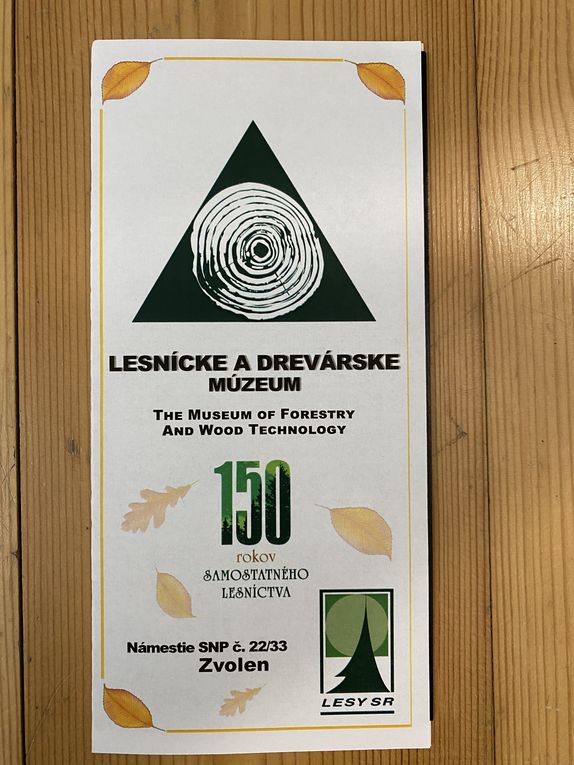 LESNÍCKE A DREVÁRSKE
MÚZEUM
THE MUSEUM OF FORESTRY
AND WOOD TECHNOLOGY
150
rokov
SAMOSTATNÉHO
LESNÍCTVA
Námestie SNP č. 22/33
Zvolen
LESY SR